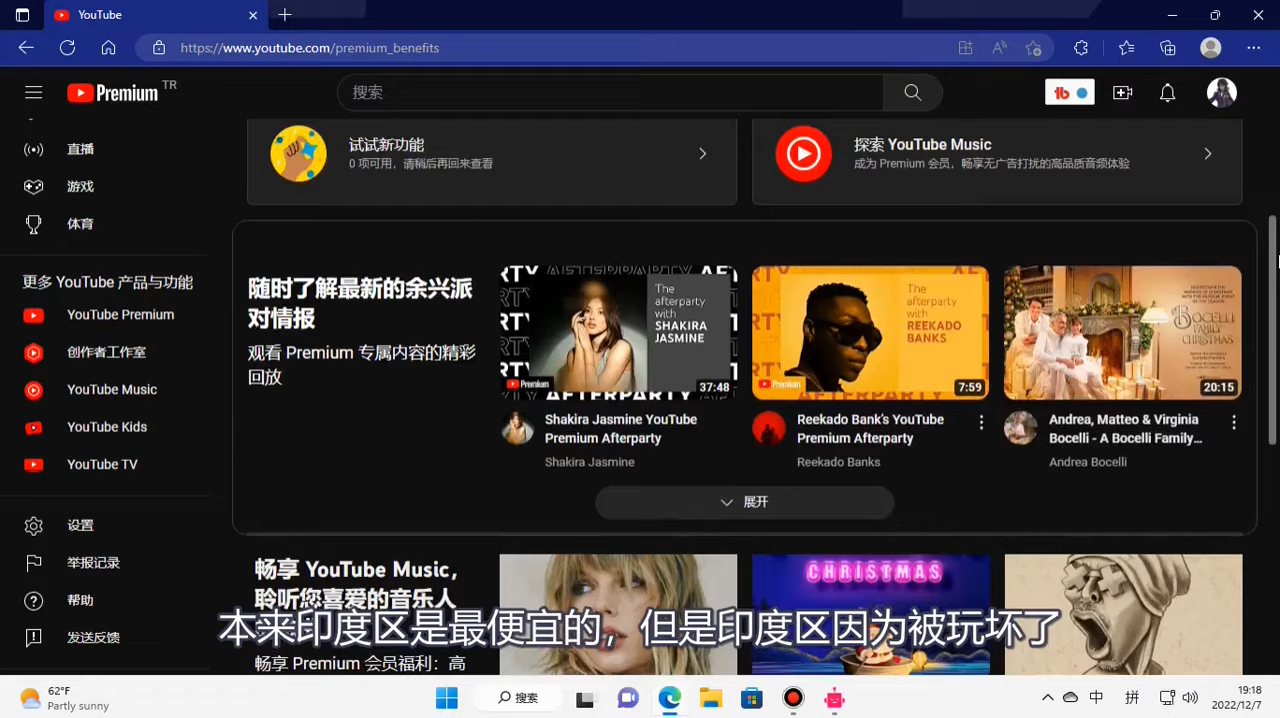 YouTube
https://www.youtube.com/premium_benefits
Premium TR
搜索
直播
游戏
体育
更多 YouTube 产品与功能
YouTube Premium
创作者工作室
YouTube Music
YouTube Kids
YouTube TV
设置
举报记录
帮助
发送反馈
试试新功能
0 项可用，请稍后再回来查看
探索 YouTube Music
成为 Premium 会员，畅享无广告打扰的高品质音频体验
随时了解最新的余兴派
对情报
观看 Premium 专属内容的精彩
回放
AFTERPARTY
The
afterparty
with
SHAKIRA
JASMINE
Premium
37:48
Shakira Jasmine YouTube
Premium Afterparty
Shakira Jasmine
The
afterparty
with
REEKADO
BANKS
Premium
7:59
Reekado Bank's YouTube
Premium Afterparty
Reekado Banks
BOCELLI
FAMILY
CHRISTMAS
20:15
Andrea, Matteo & Virginia
Bocelli - A Bocelli Family...
Andrea Bocelli
展开
畅享 YouTube Music，
聆听您喜爱的音乐人
畅享 Premium 会员福利：高
CHRISTMAS
本来印度区是最便宜的，但是印度区因为被玩坏了
62°F
Partly sunny
搜索
中
拼
19:18
2022/12/7